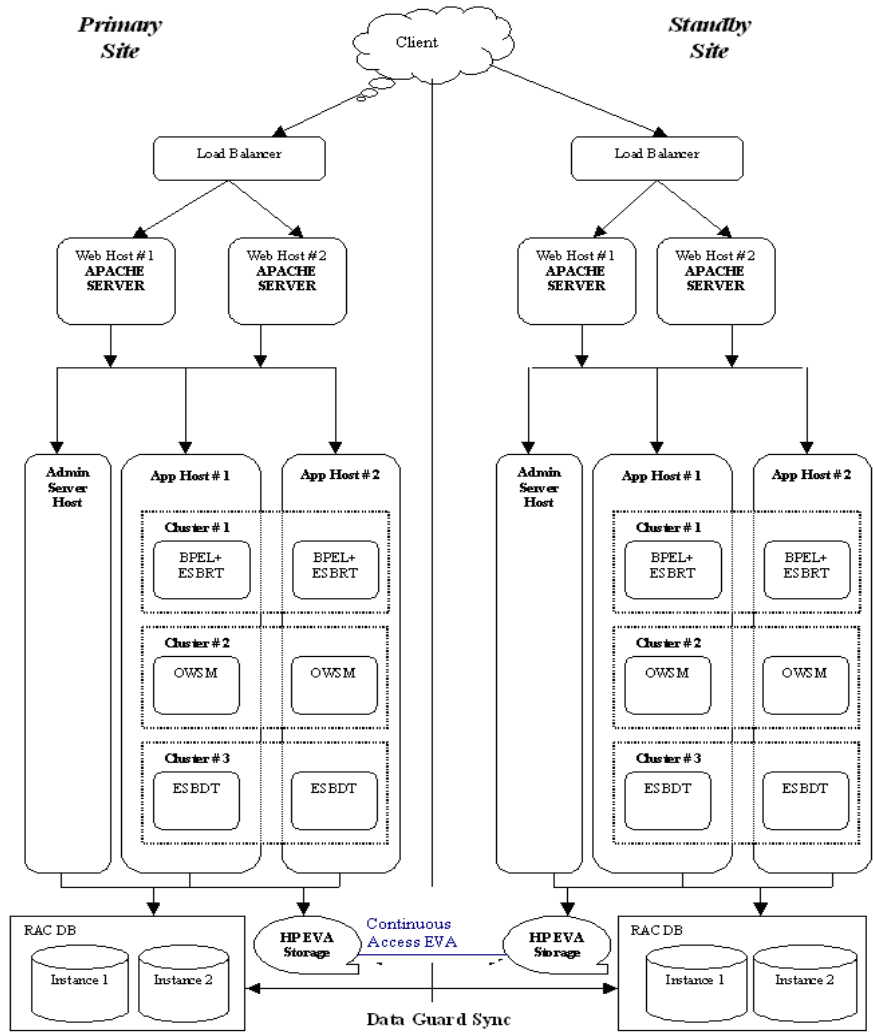 Primary
Site
Client
Standby
Site
Load Balancer
Load Balancer
Web Host #1
APACHE
SERVER
Web Host #2
APACHE
SERVER
Web Host #1
APACHE
SERVER
Web Host #2
APACHE
SERVER
Admin
Server
Host
App Host # 1
App Host # 2
Cluster # 1
BPEL+
ESBRT
BPEL+
ESBRT
Cluster # 2
OWSM
OWSM
Cluster # 3
ESBDT
ESBDT
Admin
Server
Host
App Host # 1
App Host # 2
Cluster # 1
BPEL+
ESBRT
BPEL+
ESBRT
Cluster # 2
OWSM
OWSM
Cluster # 3
ESBDT
ESBDT
RAC DB
Instance 1
Instance 2
HP EVA
Storage
Continuous
Access EVA
HP EVA
Storage
RAC DB
Instance 1
Instance 2
Data Guard Sync